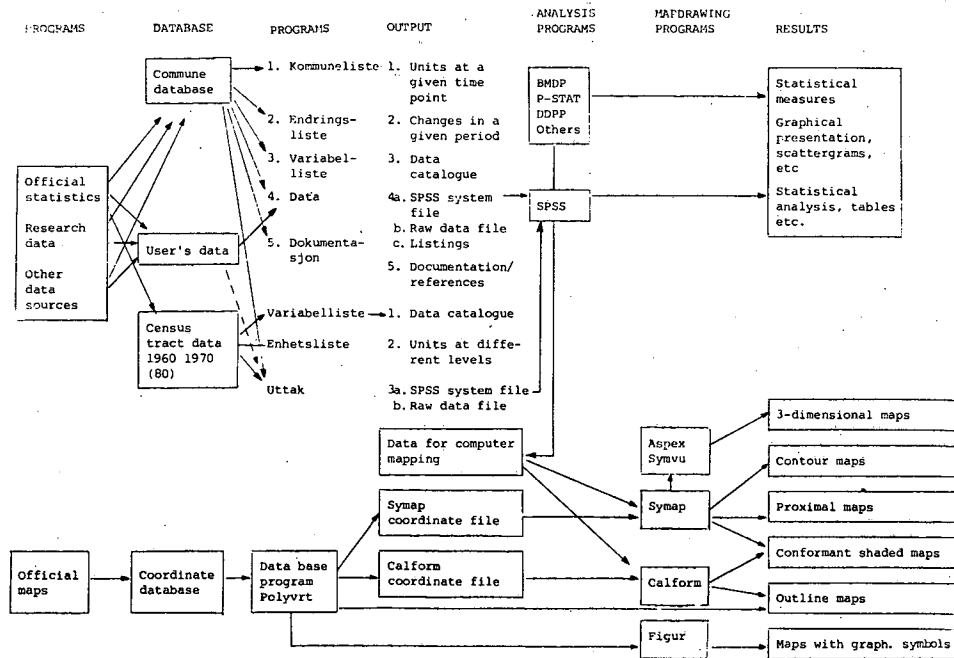 PROGRAMS
DATABASE
PROGRAMS
OUTPUT
ANALYSIS
PROGRAMS
MAPDRAWING
PROGRAMS
RESULTS
Commune
database
Official
statistics
Research
data
Other
data
sources
User's data
Census
tract data
1960 1970
(80)
1. Kommuneliste
2. Endrings-
liste
3. Variabel-
liste
4. Data
5. Dokumenta-
sjon
Variabelliste
Enhetsliste
Uttak
1. Units at a
given time
point
2. Changes in a
given period
3. Data
catalogue
4a. SPSS system
file
b. Raw data file
c. Listings
5. Documentation/
references
1. Data catalogue
2. Units at diffe-
rent levels
3a. SPSS system file
b. Raw data file
BMDP
P-STAT
DDPP
Others
SPSS
Statistical
measures
Graphical
presentation,
scattergrams,
etc
Statistical
analysis, tables
etc.
Data for computer
mapping
Symap
coordinate file
Calform
coordinate file
Official
maps
Coordinate
database
Data base
program
Polyvrt
Aspex
Symvu
Symap
Calform
Figur
3-dimensional maps
Contour maps
Proximal maps
Conformant shaded maps
Outline maps
Maps with graph. symbols